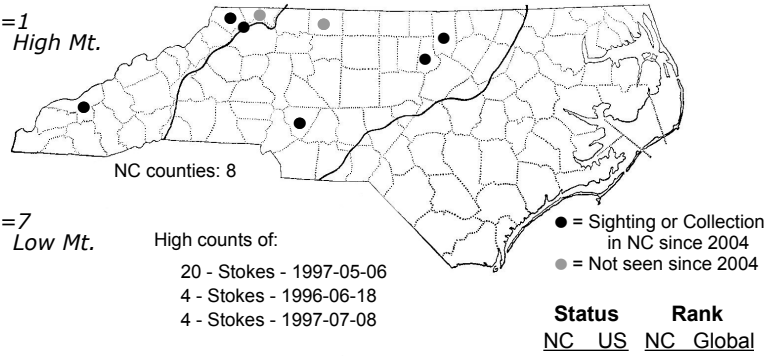 =1
High Mt.
NC counties: 8
=7
Low Mt.
High counts of:
20 - Stokes - 1997-05-06
4 - Stokes - 1996-06-18
4 - Stokes - 1997-07-08
= Sighting or Collection
in NC since 2004
= Not seen since 2004
Status Rank
NC US NC Global